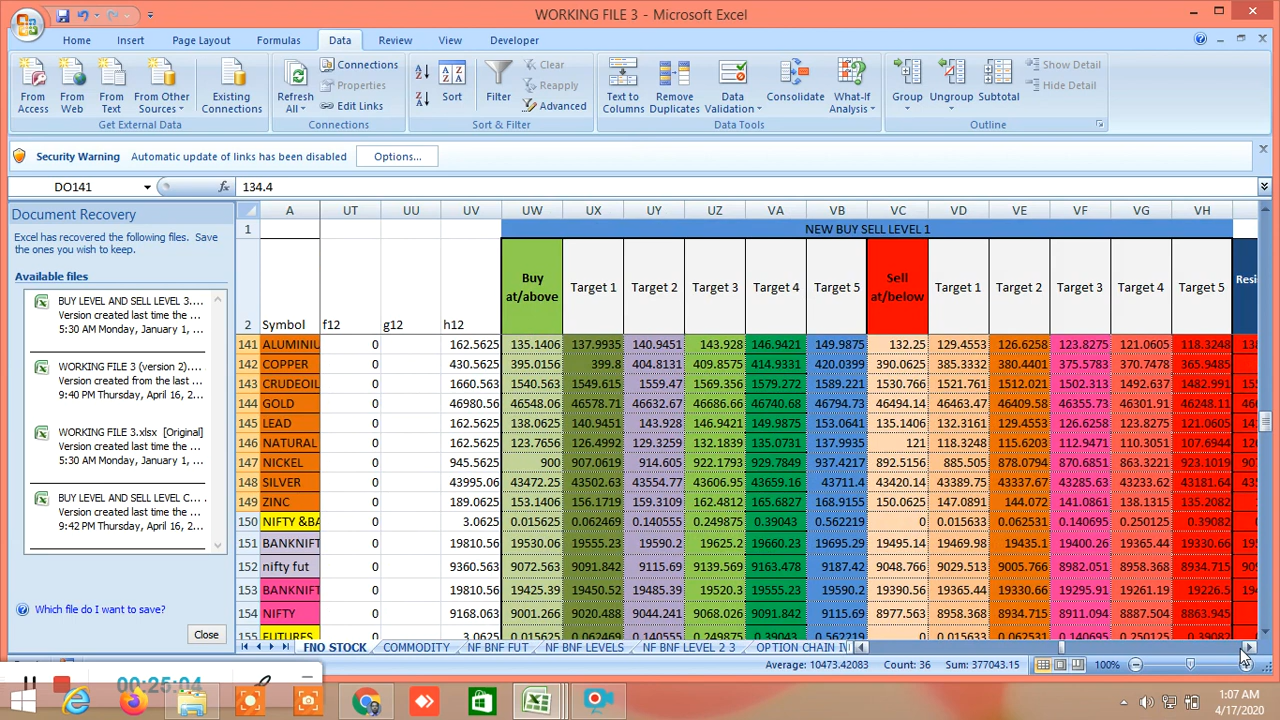 WORKING FILE 3 - Microsoft Excel
Home Insert Page Layout Formulas Data Review View Developer
From Access
From Web
From Text
From Other Sources
Existing Connections
Get External Data
Refresh All
Connections
Properties
Edit Links
Connections
Sort
Filter
Clear
Reapply
Advanced
Sort & Filter
Text to Columns
Remove Duplicates
Data Validation
Consolidate
What-If Analysis
Data Tools
Group
Ungroup
Subtotal
Show Detail
Hide Detail
Outline
Security Warning Automatic update of links has been disabled Options...
DO141 fx 134.4
Document Recovery
Excel has recovered the following files. Save the ones you wish to keep.
Available files
BUY LEVEL AND SELL LEVEL 3....
Version created last time the ...
5:30 AM Monday, January 1, ...
WORKING FILE 3 (version 2)....
Version created from the last ...
9:40 PM Thursday, April 16, 2...
WORKING FILE 3.xlsx [Original]
Version created last time the ...
5:30 AM Monday, January 1, ...
BUY LEVEL AND SELL LEVEL C...
Version created last time the ...
9:42 PM Thursday, April 16, 2...
Which file do I want to save?
Close
A UT UU UV UW UX UY UZ VA VB VC VD VE VF VG VH
1 NEW BUY SELL LEVEL 1
2 Symbol f12 g12 h12 Buy at/above Target 1 Target 2 Target 3 Target 4 Target 5 Sell at/below Target 1 Target 2 Target 3 Target 4 Target 5 Resi
141 ALUMINIU 0 162.5625 135.1406 137.9935 140.9451 143.928 146.9421 149.9875 132.25 129.4553 126.6258 123.8275 121.0605 118.3248
142 COPPER 0 430.5625 395.0156 399.8 404.8131 409.8575 414.9331 420.0399 390.0625 385.3332 380.4401 375.5783 370.7478 365.9485
143 CRUDEOIL 0 1660.563 1540.563 1549.615 1559.47 1569.356 1579.272 1589.221 1530.766 1521.761 1512.021 1502.313 1492.637 1482.991
144 GOLD 0 46980.56 46548.06 46578.71 46632.67 46686.66 46740.68 46794.73 46494.14 46463.47 46409.58 46355.73 46301.91 46248.11
145 LEAD 0 162.5625 138.0625 140.9451 143.928 146.9421 149.9875 153.0641 135.1406 132.3161 129.4553 126.6258 123.8275 121.0605
146 NATURAL 0 162.5625 123.7656 126.4992 129.3259 132.1839 135.0731 137.9935 121 118.3248 115.6203 112.9471 110.3051 107.6944
147 NICKEL 0 945.5625 900 907.0619 914.605 922.1793 929.7849 937.4217 892.5156 885.505 878.0794 870.6851 863.3221 923.1019
148 SILVER 0 43995.06 43472.25 43502.63 43554.77 43606.95 43659.16 43711.4 43420.14 43389.75 43337.67 43285.63 43233.62 43181.64
149 ZINC 0 189.0625 153.1406 156.1719 159.3109 162.4812 165.6827 168.9155 150.0625 147.0891 144.072 141.0861 138.1315 135.2082
150 NIFTY &BA 3.0625 0.015625 0.062469 0.140555 0.249875 0.39043 0.562219 0 0.015633 0.062531 0.140695 0.250125 0.39082
151 BANKNIFT 0 19810.56 19530.06 19555.23 19590.2 19625.2 19660.23 19695.29 19495.14 19469.98 19435.1 19400.26 19365.44 19330.66
152 nifty fut 0 9360.563 9072.563 9091.842 9115.69 9139.569 9163.478 9187.42 9048.766 9029.513 9005.766 8982.051 8958.368 8934.715
153 BANKNIFT 0 19810.56 19425.39 19450.52 19485.39 19520.3 19555.23 19590.2 19390.56 19365.44 19330.66 19295.91 19261.19 19226.5
154 NIFTY 0 9168.063 9001.266 9020.488 9044.241 9068.026 9091.842 9115.69 8977.563 8958.368 8934.715 8911.094 8887.504 8863.945
155 FUTURES 3.0625 0.015625 0.062469 0.140555 0.249875 0.39043 0.562219 0 0.015633 0.062531 0.140695 0.250125 0.39082
FNO STOCK COMMODITY NF BNF FUT NF BNF LEVELS NF BNF LEVEL 2 3 OPTION CHAIN IV
Average: 10473.42083 Count: 36 Sum: 377043.15 100%
00:25:04
1:07 AM
4/17/2020